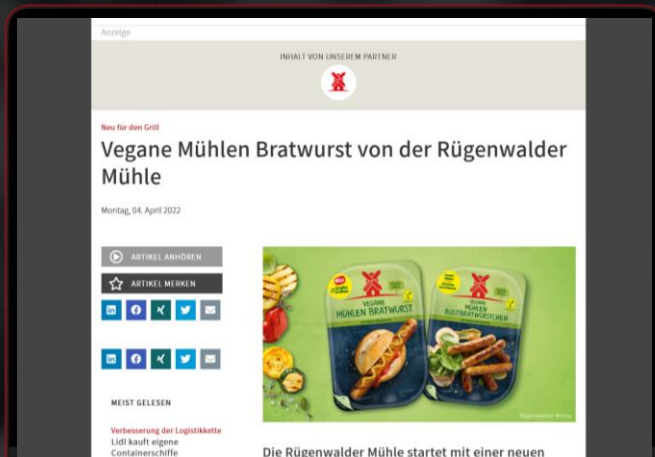 Anzeige
INHALT VON UNSEREM PARTNER
Neu für den Grill
Vegane Mühlen Bratwurst von der Rügenwalder
Mühle
Montag, 04. April 2022
ARTIKEL ANHÖREN
ARTIKEL MERKEN
VEGANE
MÜHLEN BRATWURST
VEGANE
MÜHLEN
ROSTBRATWÜRSTCHEN
Rügenwalder Mühle
MEIST GELESEN
Verbesserung der Logistikkette
Lidl kauft eigene
Containerschiffe
Die Rügenwalder Mühle startet mit einer neuen